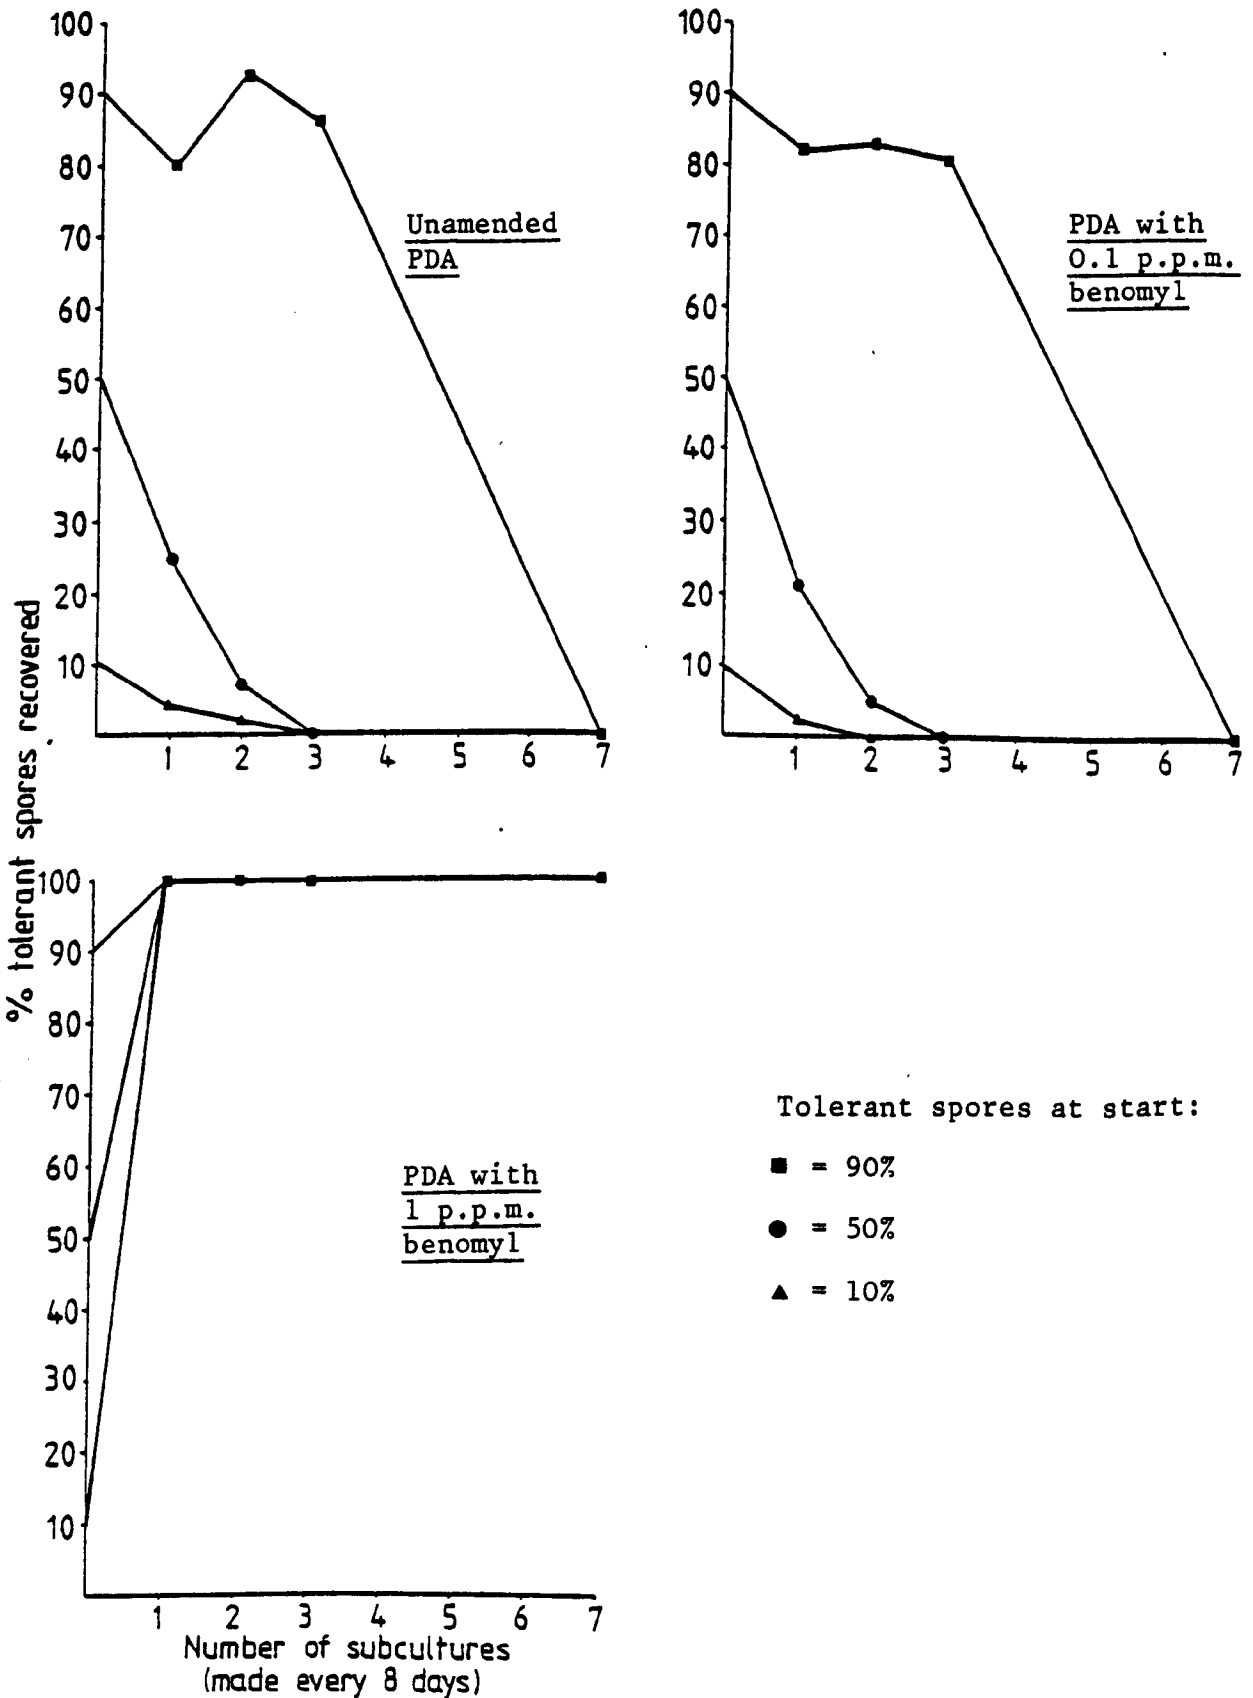 100
90
80
70
60
50
40
30
20
10
1 2 3 4 5 6 7
Unamended
PDA
100
90
80
70
60
50
40
30
20
10
1 2 3 4 5 6 7
PDA with
0.1 p.p.m.
benomyl
% tolerant spores recovered
100
90
80
70
60
50
40
30
20
10
1 2 3 4 5 6 7
PDA with
1 p.p.m.
benomyl
Number of subcultures
(made every 8 days)
Tolerant spores at start:
■ = 90%
● = 50%
▲ = 10%